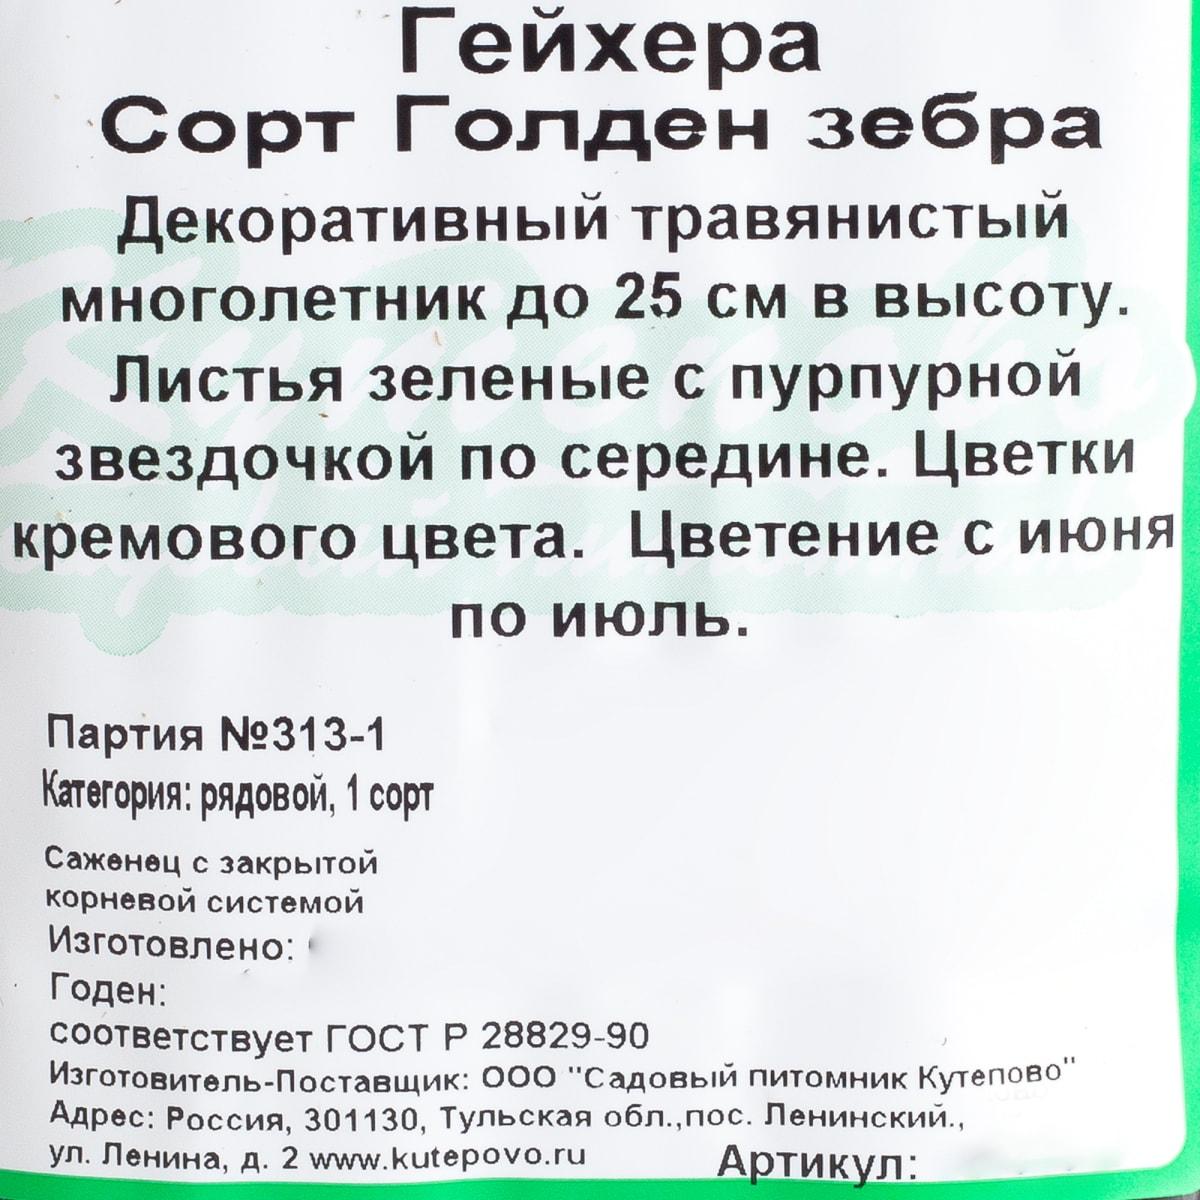 Гейхера
Сорт Голден зебра
Декоративный травянистый
многолетник до 25 см в высоту.
Листья зеленые с пурпурной
звездочкой по середине. Цветки
кремового цвета. Цветение с июня
по июль.
Партия №313-1
Категория: рядовой, 1 сорт
Саженец с закрытой
корневой системой
Изготовлено:
Годен:
соответствует ГОСТ Р 28829-90
Изготовитель-Поставщик: ООО "Садовый питомник Кутепово"
Адрес: Россия, 301130, Тульская обл.,пос. Ленинский.,
ул. Ленина, д. 2 www.kutepovo.ru
Артикул: